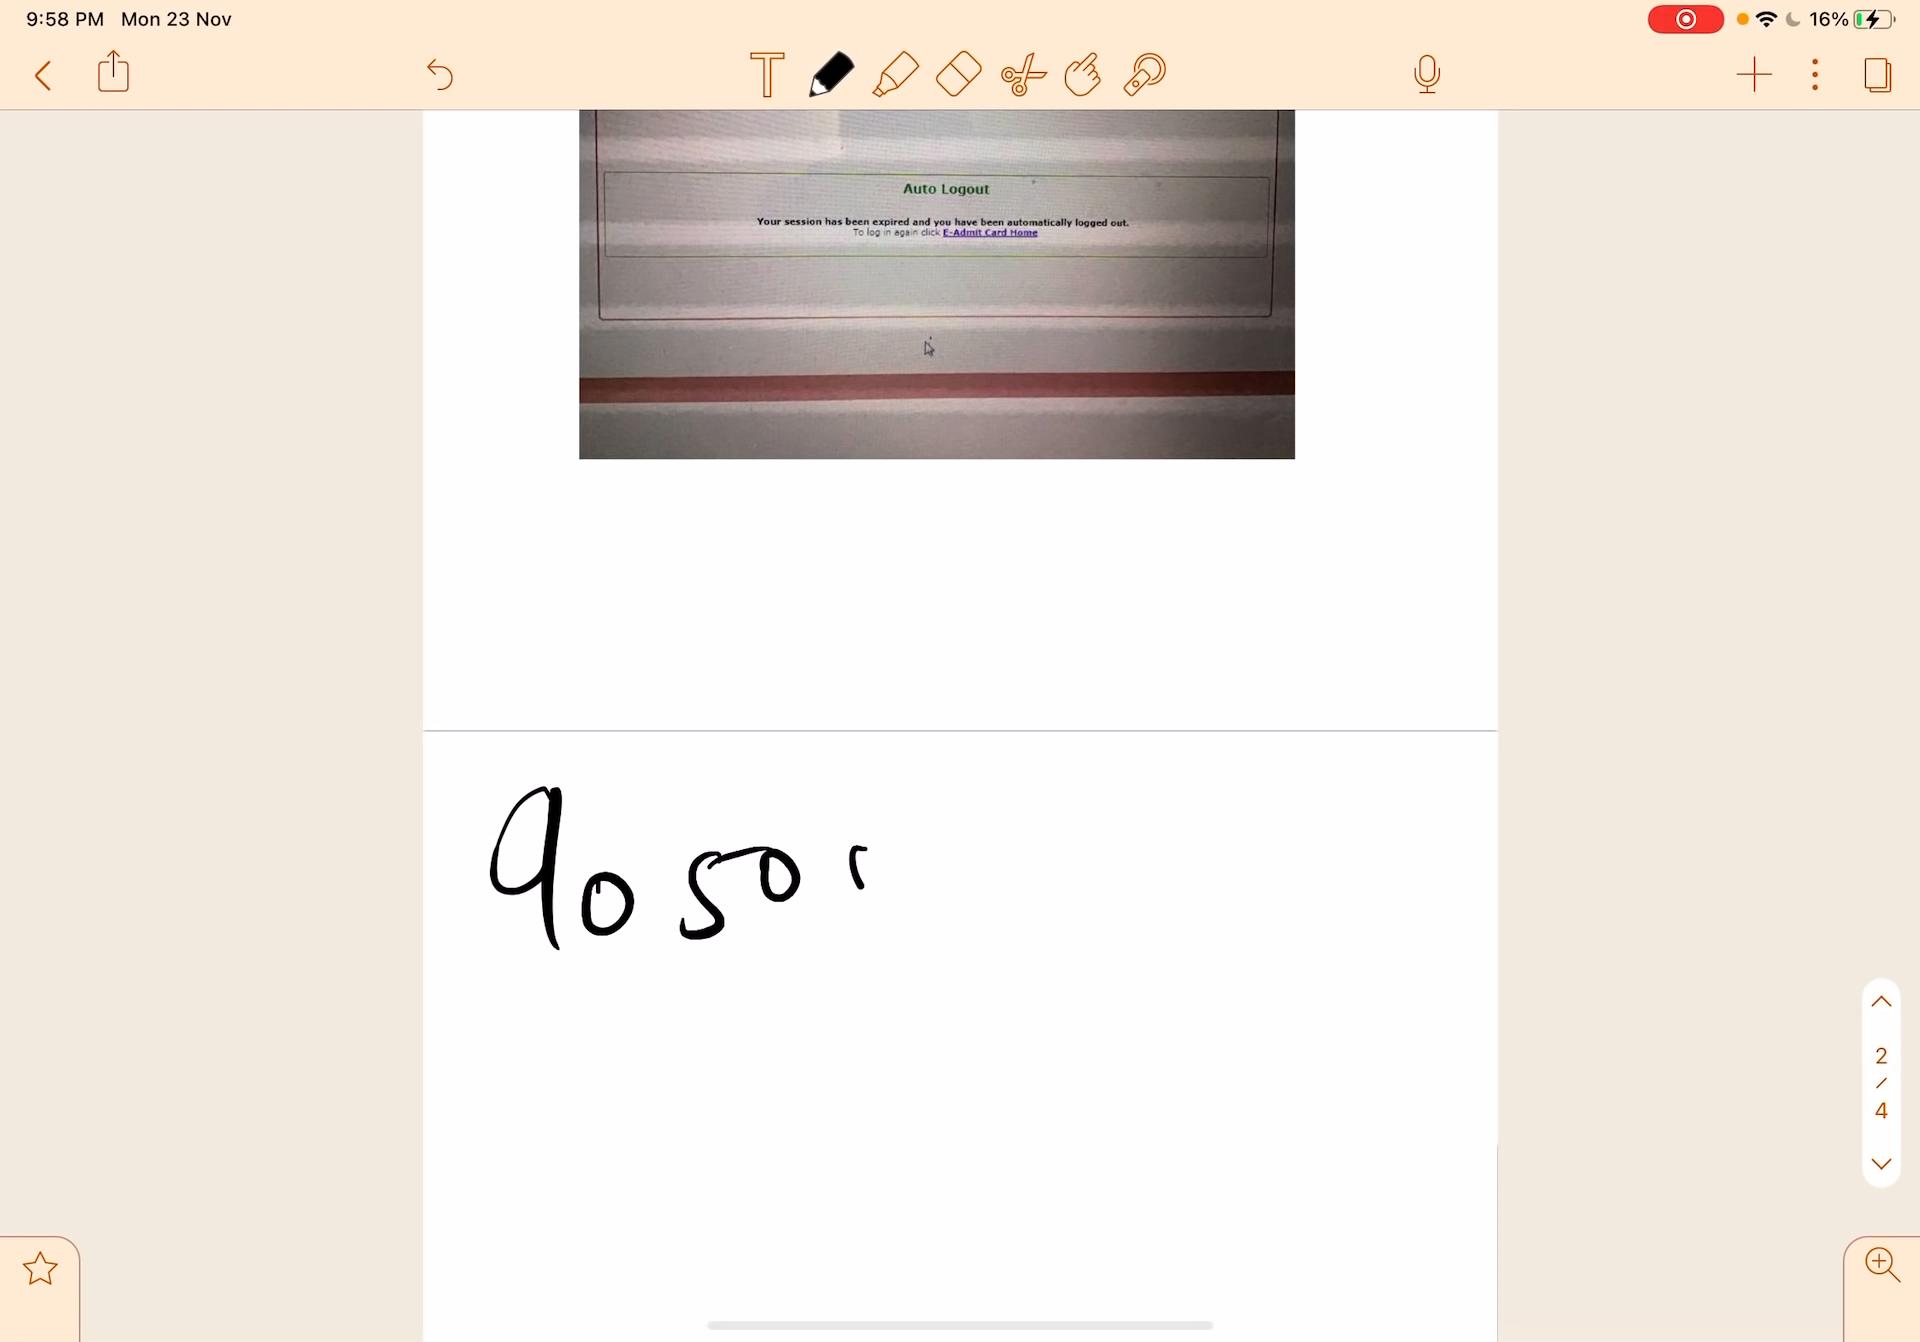 9:58 PM Mon 23 Nov
16%
T
Auto Logout
Your session has been expired and you have been automatically logged out.
To log in again click E-Admit Card Home
9050
2
/
4